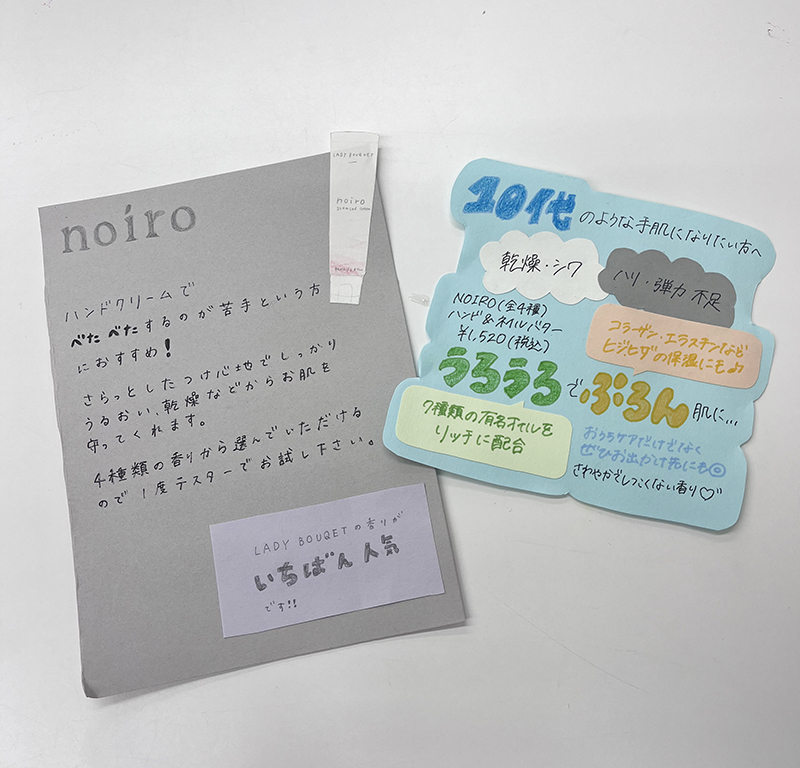 noiro
ハンドクリームで
べた べたするのが苦手という方
におすすめ!
さらっとしたつけ心地でしっかり
うるおい、乾燥などからお肌を
守ってくれます。
4種類の香りから選んでいただける
ので1度テスターでお試し下さい。
LADY BOUQETの香りが
いちばん人気
です!!
LADY BOUQUET
noiro
10代のような手肌になりたい方へ
乾燥・シワ
ハリ・弾力 不足
NOIRO(全4種)
ハンド&ネイルバター
¥1,520(税込)
コラーゲン・エラスチンなど
ヒジ・ヒザの保湿にも♪
うるうるでぷるん肌に…
7種類の有名オイルを
リッチに配合
おうちケアだけでなく
ぜひお出かけ先にも◎
さわやかでしつこくない香り♡